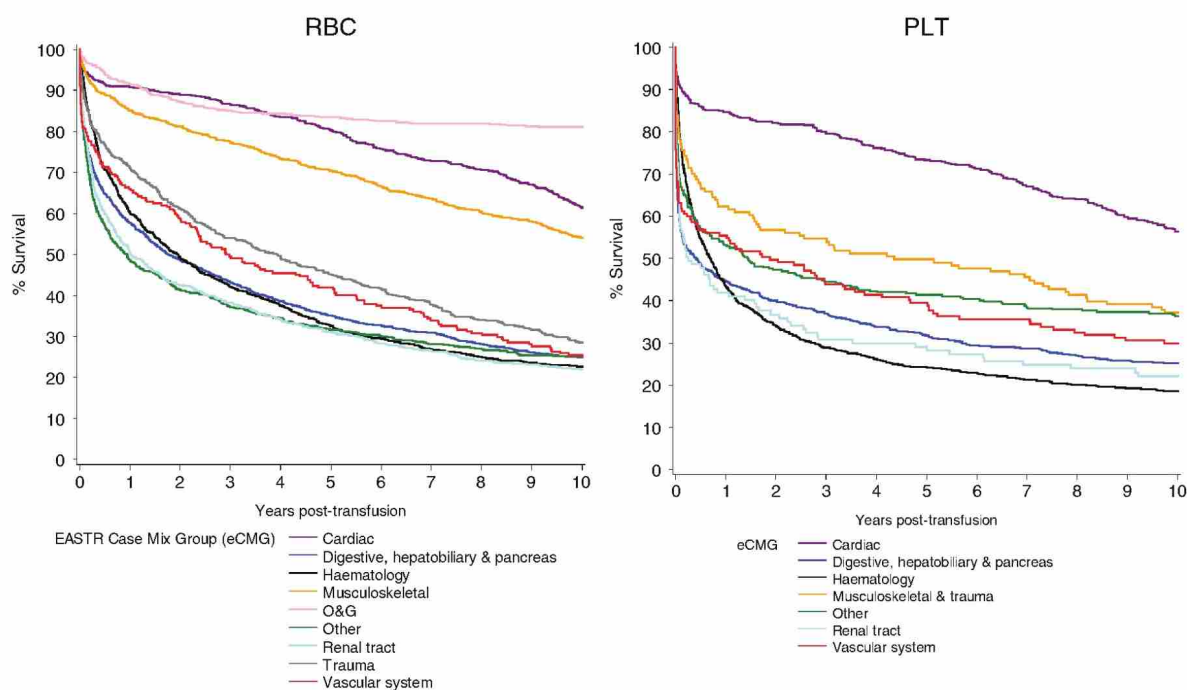 RBC
100
90
80
70
60
50
40
30
20
10
0
% Survival
0 1 2 3 4 5 6 7 8 9 10
Years post-transfusion
EASTR Case Mix Group (eCMG)
Cardiac
Digestive, hepatobiliary & pancreas
Haematology
Musculoskeletal
O&G
Other
Renal tract
Trauma
Vascular system
PLT
100
90
80
70
60
50
40
30
20
10
0
% Survival
0 1 2 3 4 5 6 7 8 9 10
Years post-transfusion
eCMG
Cardiac
Digestive, hepatobiliary & pancreas
Haematology
Musculoskeletal & trauma
Other
Renal tract
Vascular system